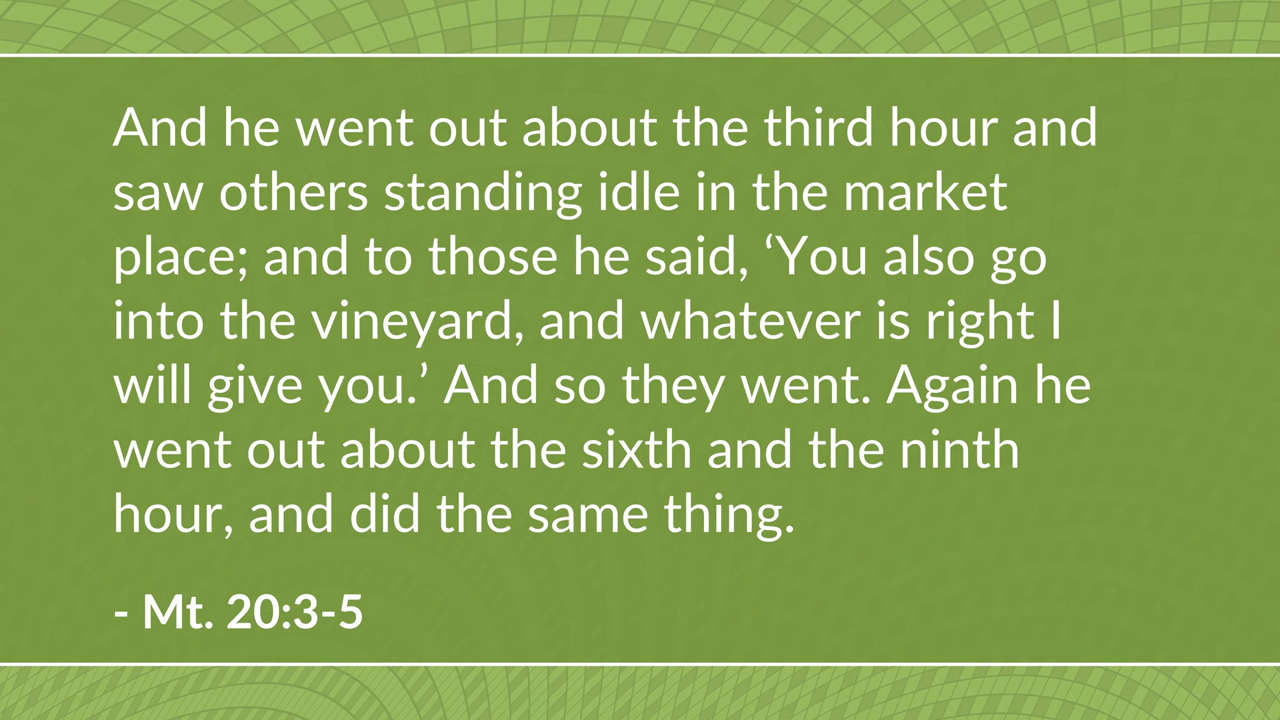 And he went out about the third hour and
saw others standing idle in the market
place; and to those he said, ‘You also go
into the vineyard, and whatever is right I
will give you.’ And so they went. Again he
went out about the sixth and the ninth
hour, and did the same thing.
- Mt. 20:3-5